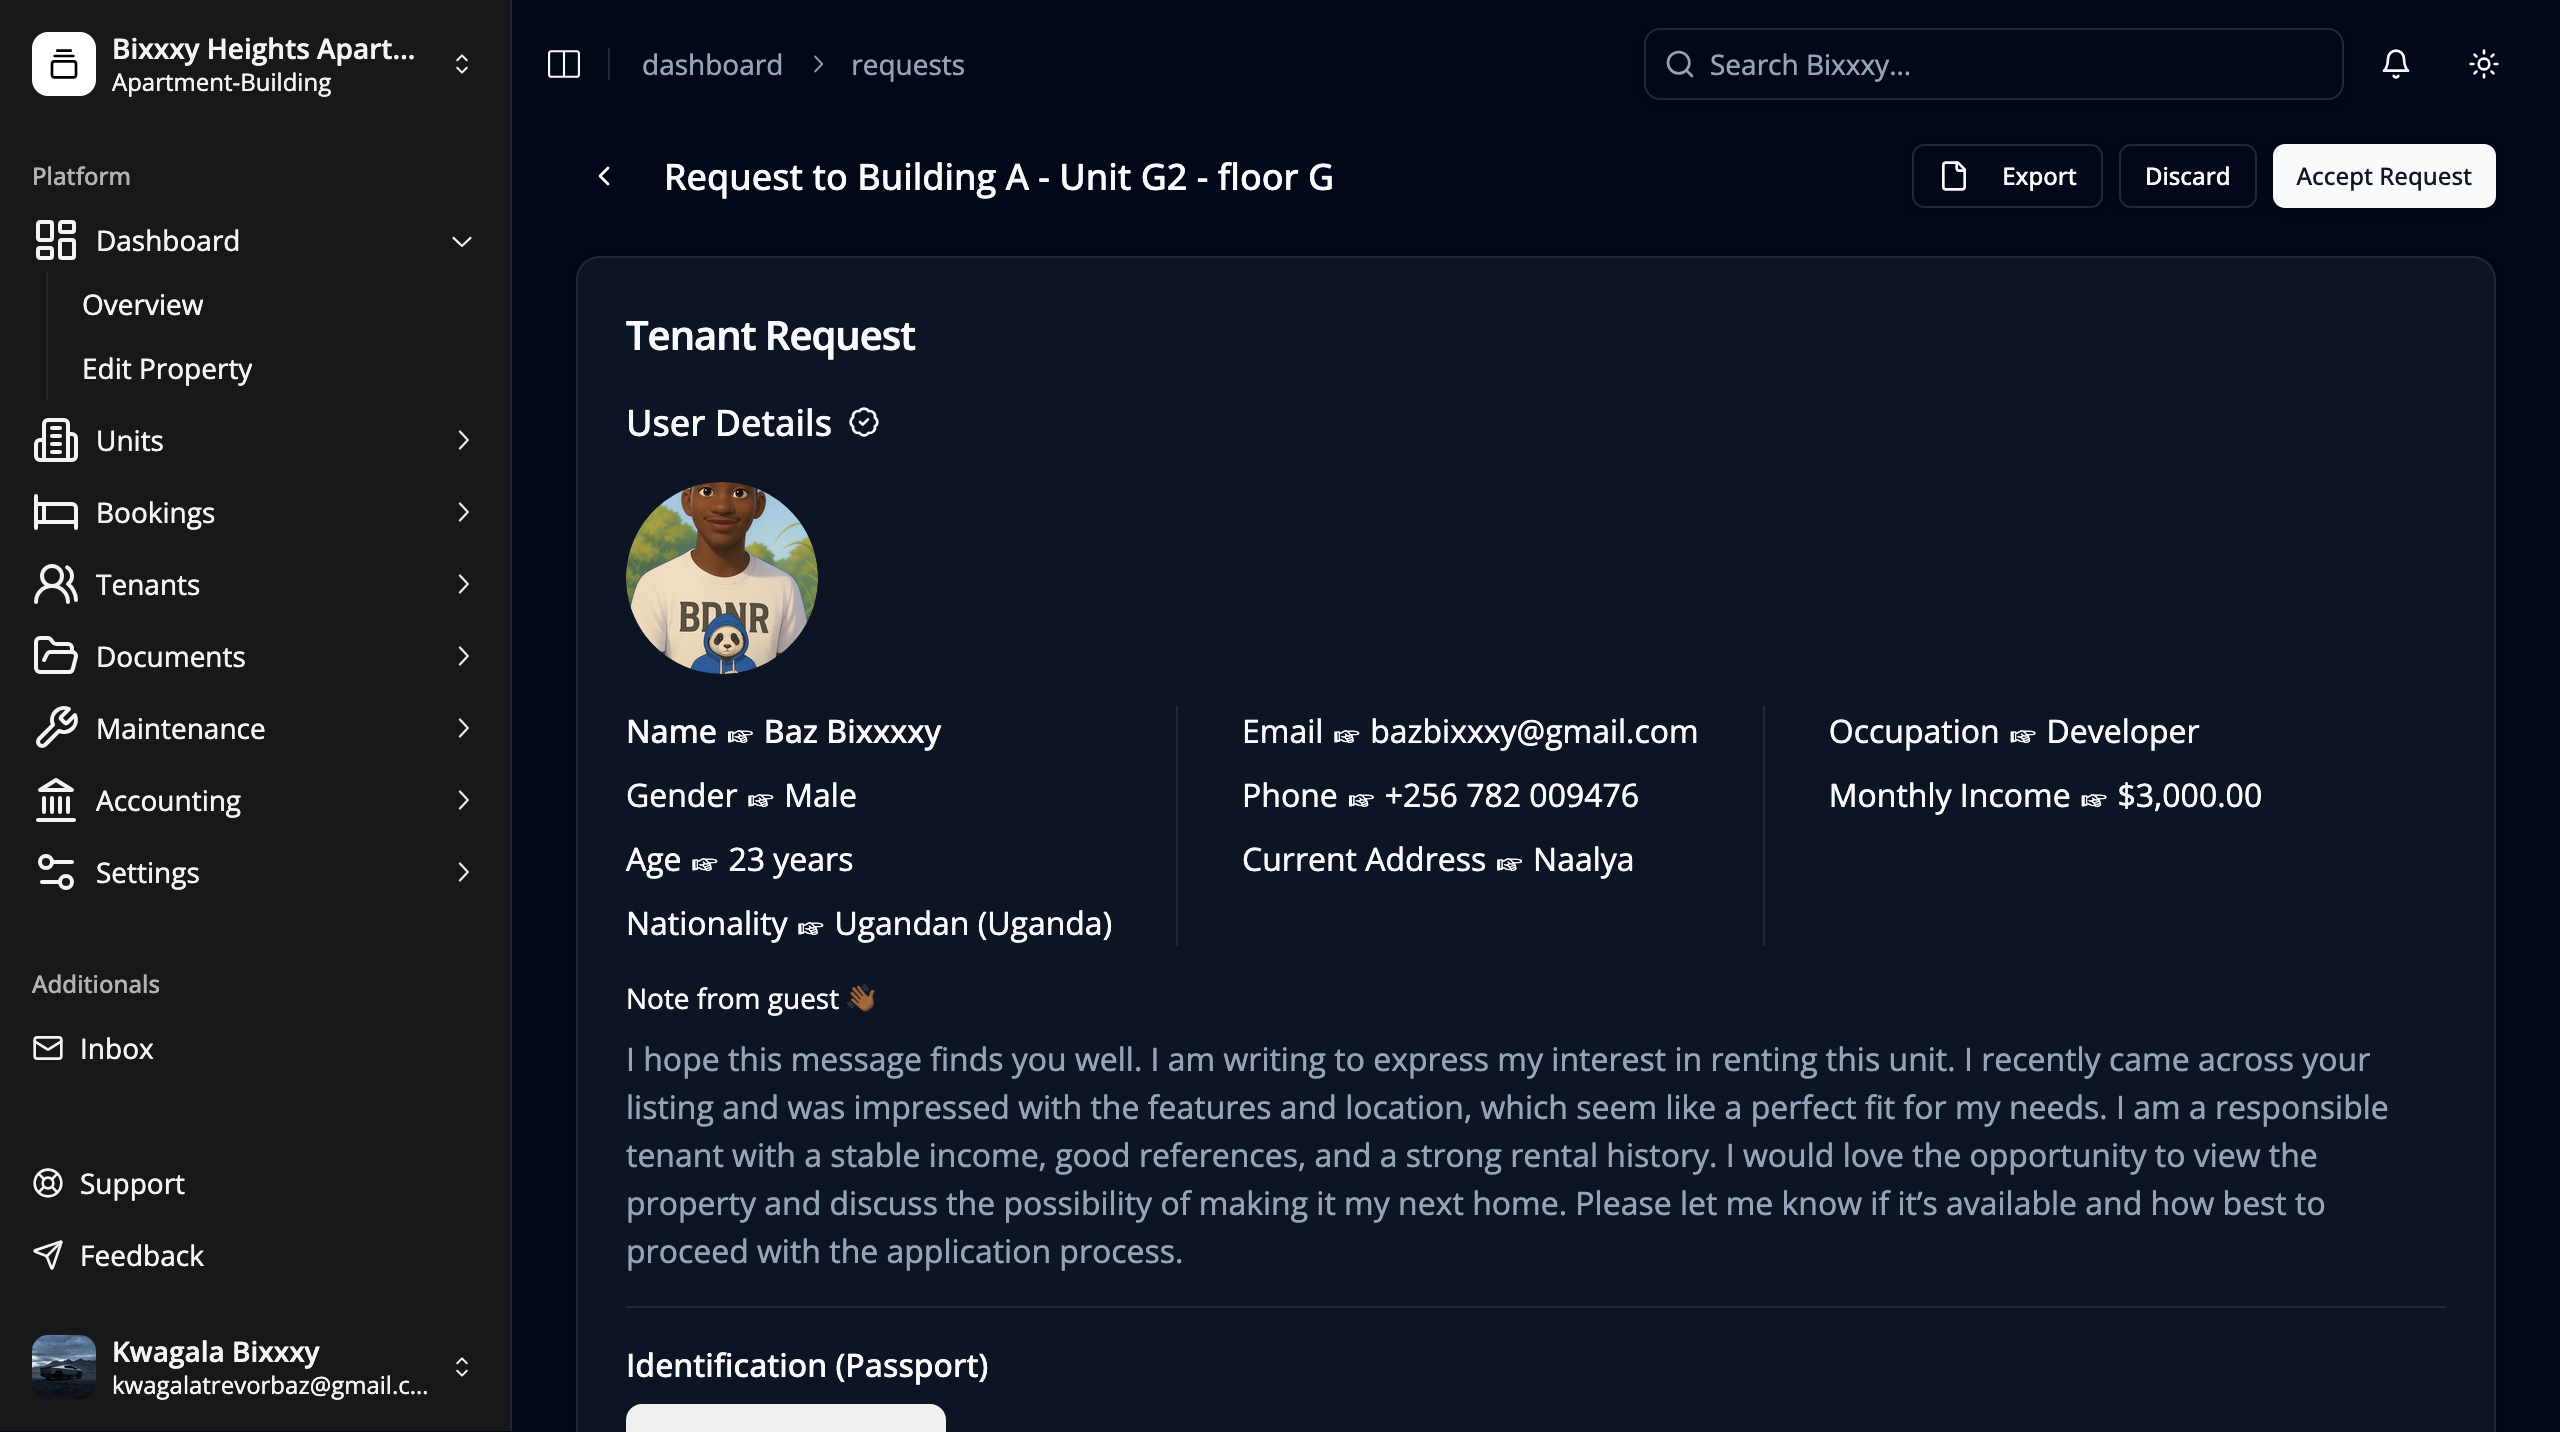 Bixxxy Heights Apart...
Apartment-Building
Platform
Dashboard
Overview
Edit Property
Units
Bookings
Tenants
Documents
Maintenance
Accounting
Settings
Additionals
Inbox
Support
Feedback
Kwagala Bixxxy
kwagalatrevorbaz@gmail.c...
dashboard > requests
Search Bixxxy...
Request to Building A - Unit G2 - floor G
Export
Discard
Accept Request
Tenant Request
User Details
BDNR
Name ☞ Baz Bixxxxy
Gender ☞ Male
Age ☞ 23 years
Nationality ☞ Ugandan (Uganda)
Email ☞ bazbixxxy@gmail.com
Phone ☞ +256 782 009476
Current Address ☞ Naalya
Occupation ☞ Developer
Monthly Income ☞ $3,000.00
Note from guest 👋🏾
I hope this message finds you well. I am writing to express my interest in renting this unit. I recently came across your
listing and was impressed with the features and location, which seem like a perfect fit for my needs. I am a responsible
tenant with a stable income, good references, and a strong rental history. I would love the opportunity to view the
property and discuss the possibility of making it my next home. Please let me know if it’s available and how best to
proceed with the application process.
Identification (Passport)